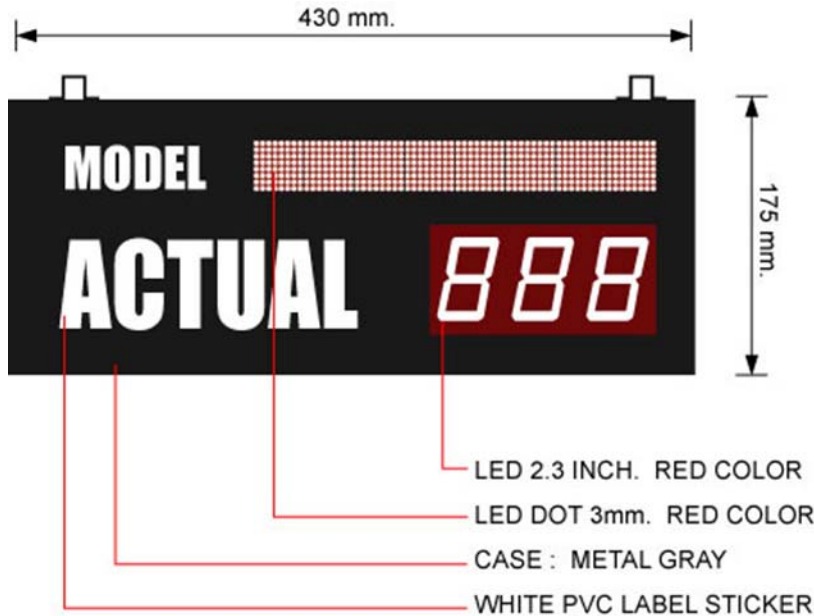 430 mm.
MODEL
175 mm.
ACTUAL
888
LED 2.3 INCH. RED COLOR
LED DOT 3mm. RED COLOR
CASE : METAL GRAY
WHITE PVC LABEL STICKER